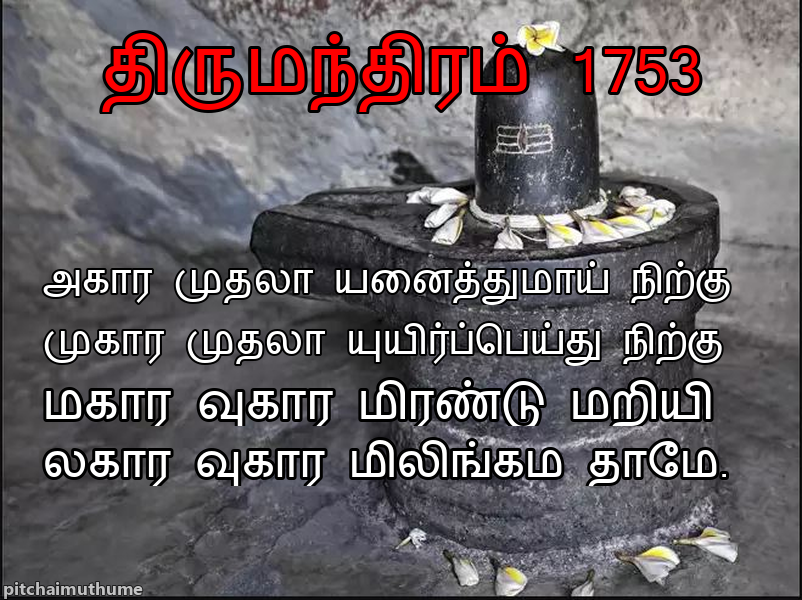 திருமந்திரம் 1753
அகார முதலா யனைத்துமாய் நிற்கு
முகார முதலா யுயிர்ப்பெய்து நிற்கு
மகார வுகார மிரண்டு மறியி
லகார வுகார மிலிங்கம தாமே.
pitchaimuthume